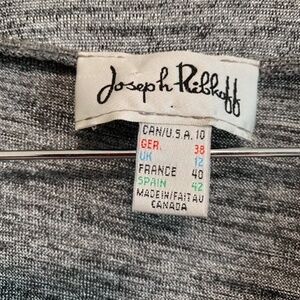 Joseph Ribkoff
CAN/U.S.A. 10
GER. 38
UK 12
FRANCE 40
SPAIN 42
MADE IN/FAIT AU
CANADA